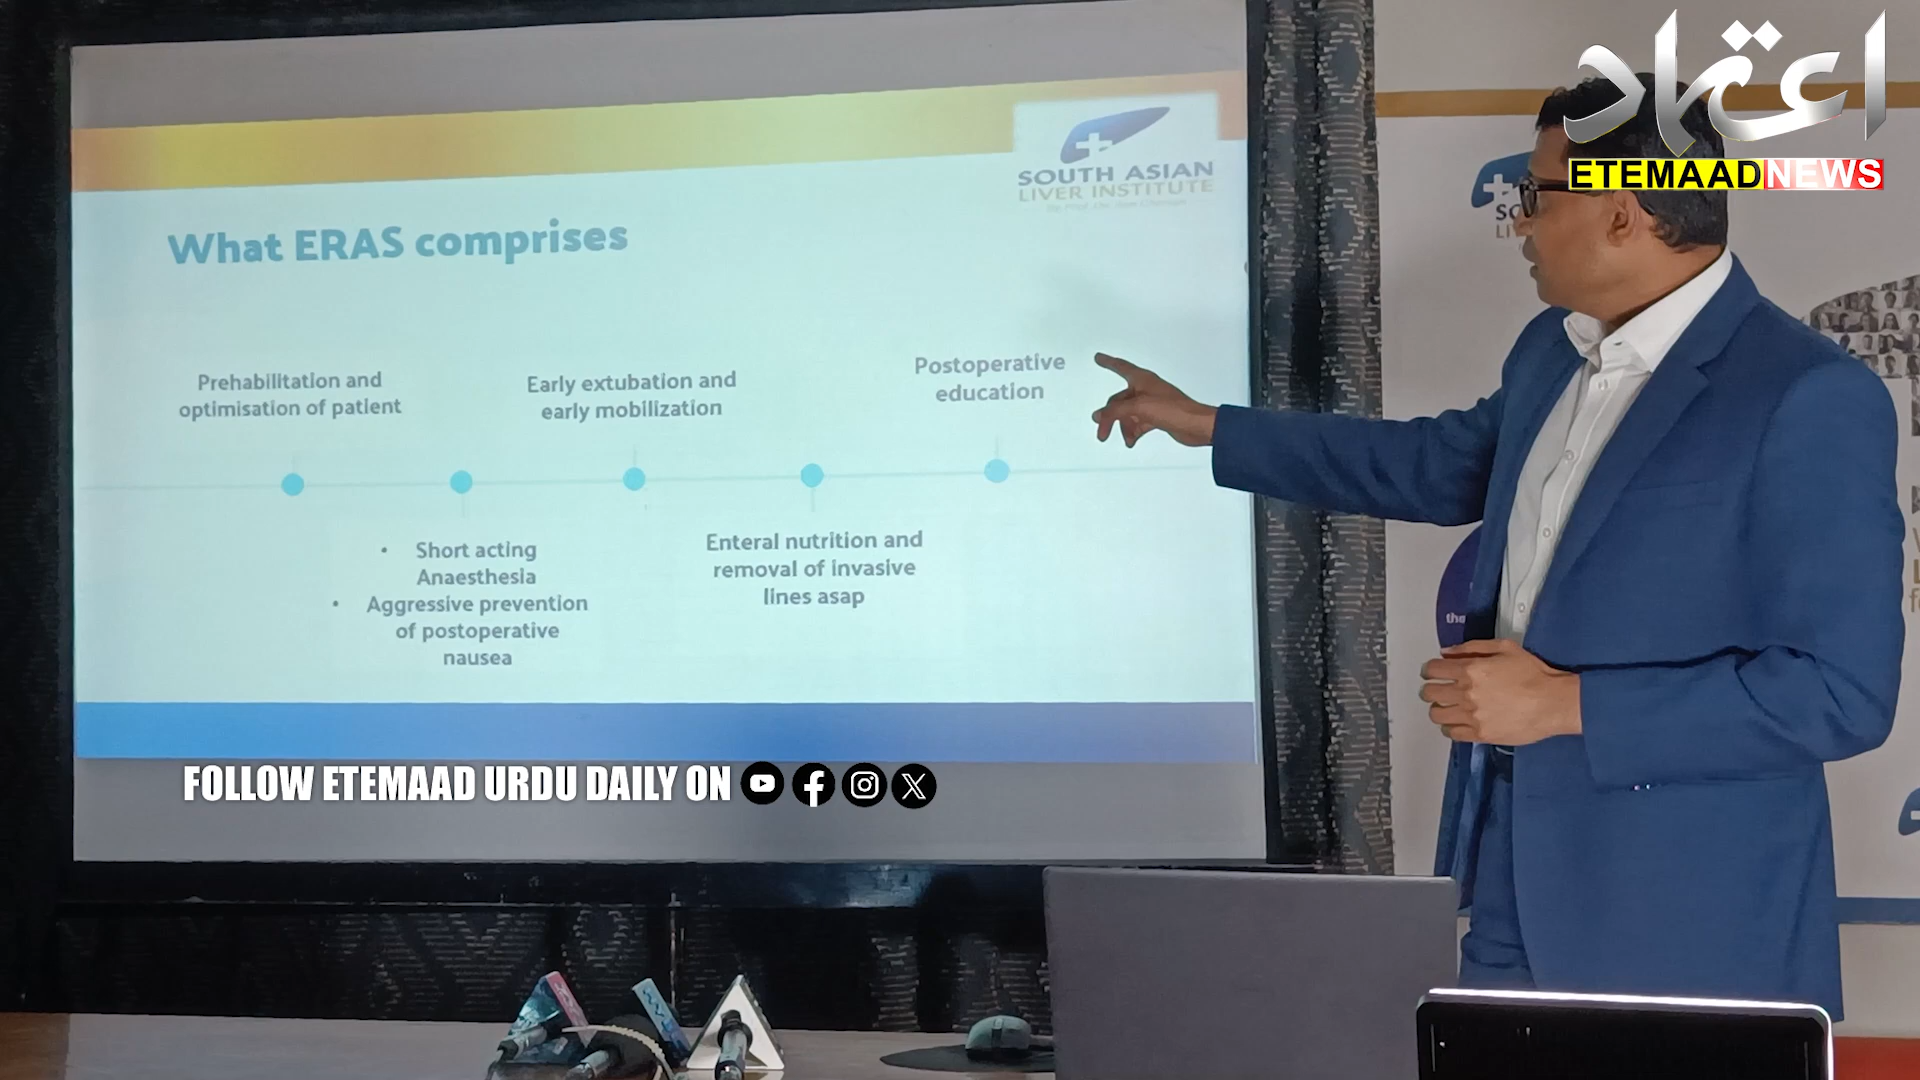 اعتماد
ETEMAADNEWS
SOUTH ASIAN
LIVER INSTITUTE
What ERAS comprises
Prehabilitation and
optimisation of patient
Early extubation and
early mobilization
Postoperative
education
• Short acting
Anaesthesia
• Aggressive prevention
of postoperative
nausea
Enteral nutrition and
removal of invasive
lines asap
FOLLOW ETEMAAD URDU DAILY ON